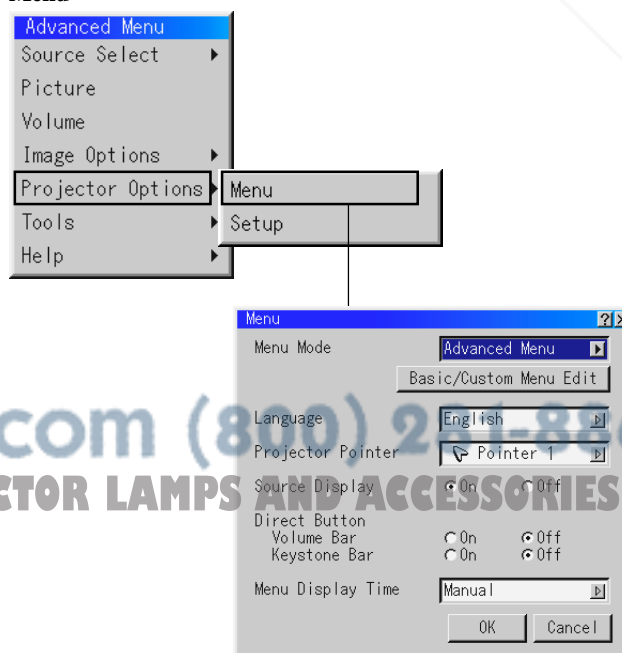 Menu
Advanced Menu
Source Select
Picture
Volume
Image Options
Projector Options
Tools
Help
Menu
Setup
Menu
Menu Mode Advanced Menu
Basic/Custom Menu Edit
Language English
Projector Pointer Pointer 1
Source Display On Off
Direct Button
Volume Bar On Off
Keystone Bar On Off
Menu Display Time Manual
OK Cancel
com (800) 281-
LAMPS AND ACCESSORIES